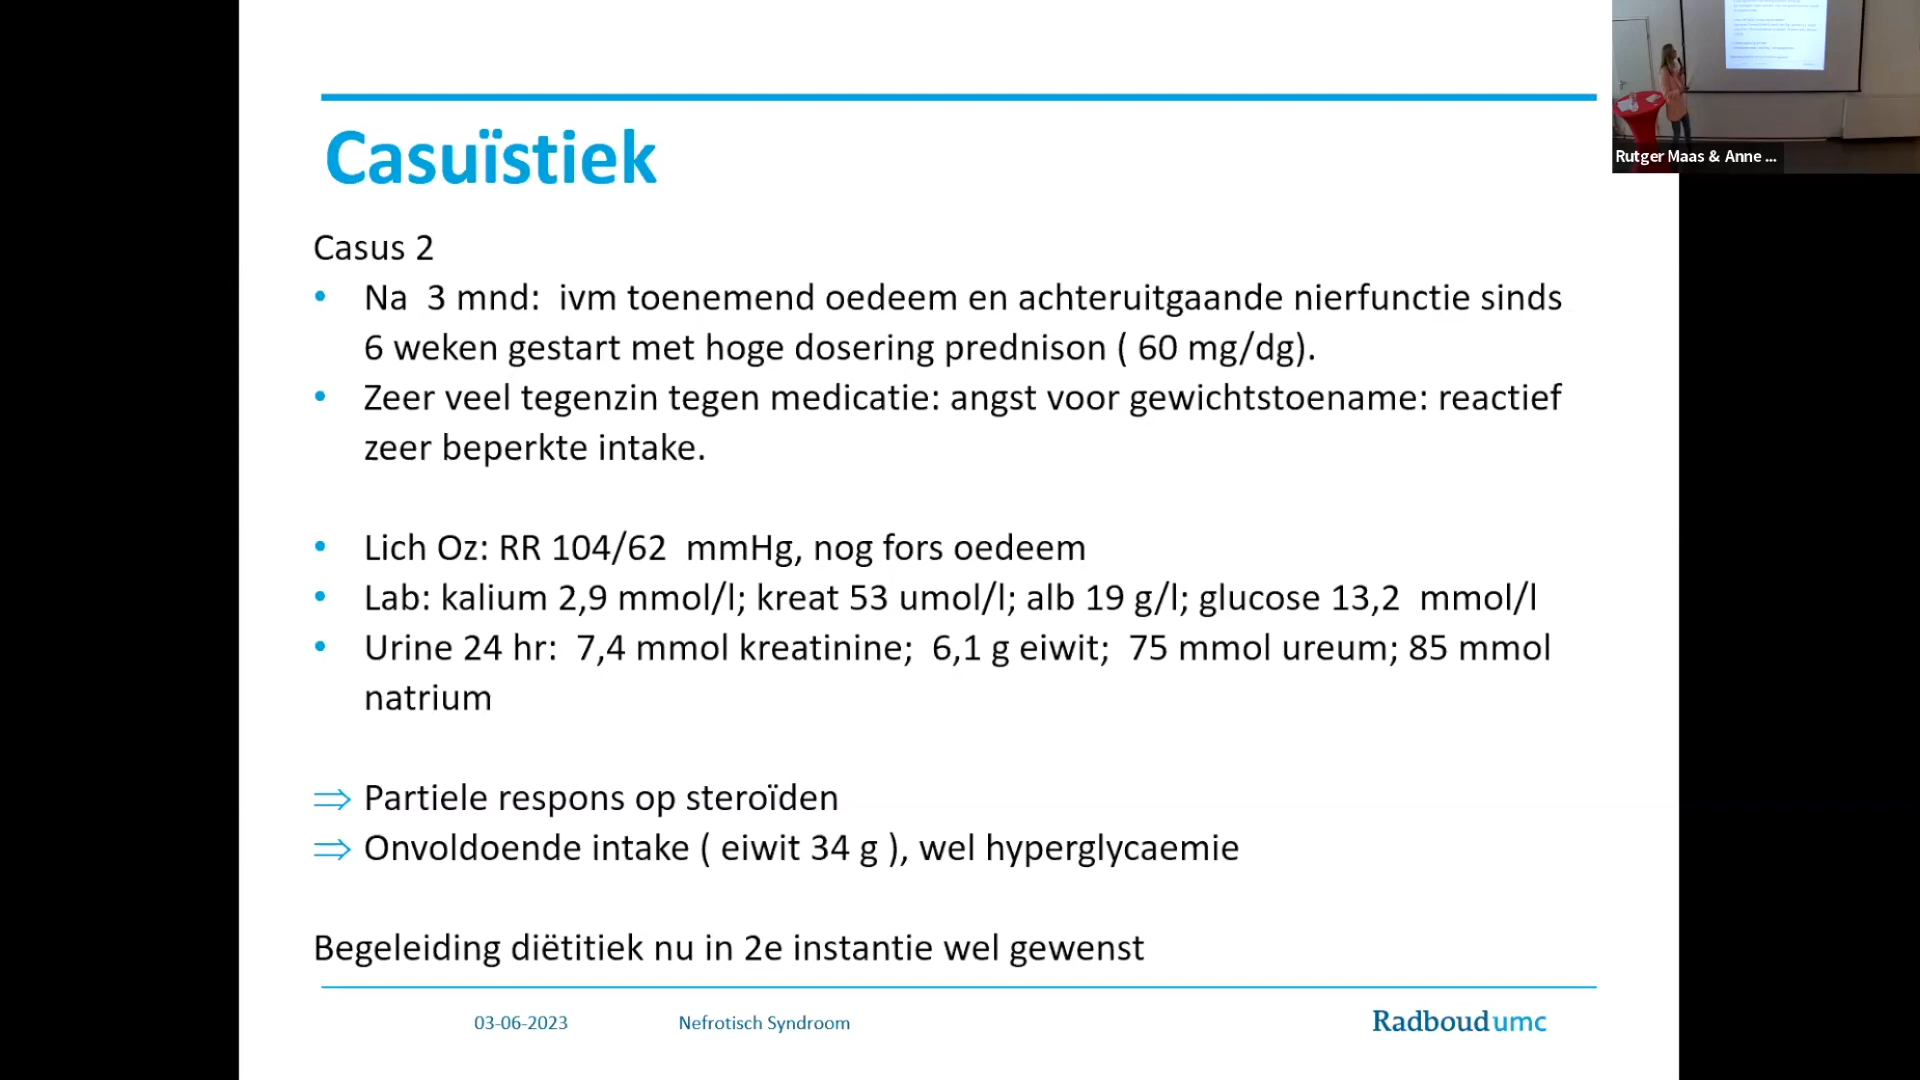 Casuïstiek
Rutger Maas & Anne ...
Casus 2
• Na 3 mnd: ivm toenemend oedeem en achteruitgaande nierfunctie sinds
6 weken gestart met hoge dosering prednison ( 60 mg/dg).
• Zeer veel tegenzin tegen medicatie: angst voor gewichtstoename: reactief
zeer beperkte intake.
• Lich Oz: RR 104/62 mmHg, nog fors oedeem
• Lab: kalium 2,9 mmol/l; kreat 53 umol/l; alb 19 g/l; glucose 13,2 mmol/l
• Urine 24 hr: 7,4 mmol kreatinine; 6,1 g eiwit; 75 mmol ureum; 85 mmol
natrium
⇒ Partiele respons op steroïden
⇒ Onvoldoende intake ( eiwit 34 g ), wel hyperglycaemie
Begeleiding diëtitiek nu in 2e instantie wel gewenst
03-06-2023
Nefrotisch Syndroom
Radboudumc